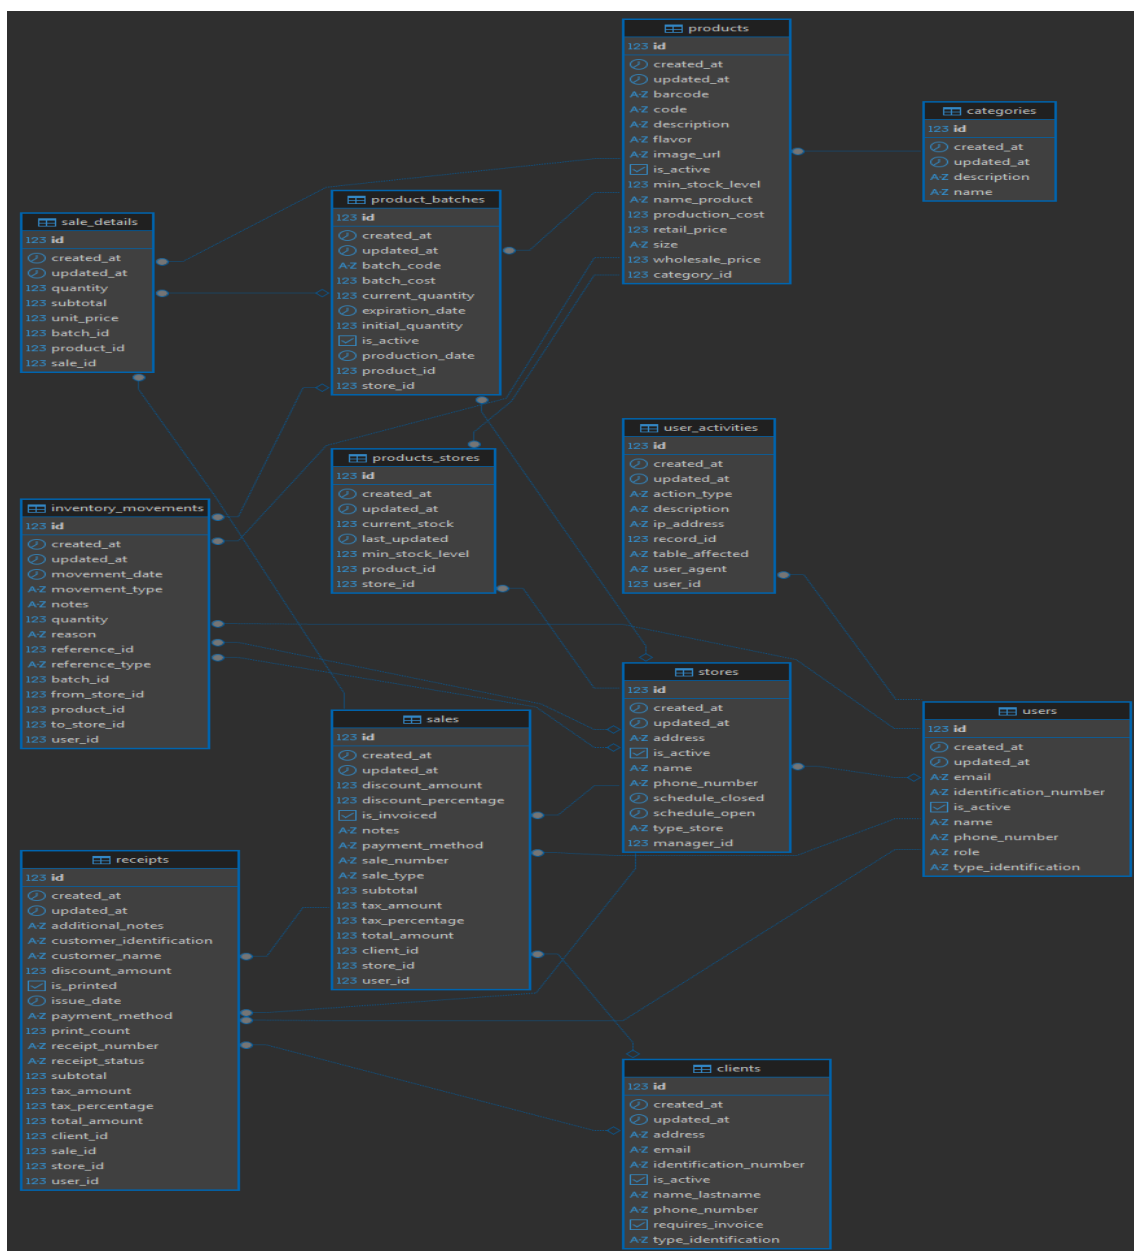 products
123 id
created_at
updated_at
A-Z barcode
A-Z code
A-Z description
A-Z flavor
A-Z image_url
is_active
123 min_stock_level
A-Z name_product
123 production_cost
123 retail_price
A-Z size
123 wholesale_price
123 category_id
categories
123 id
created_at
updated_at
A-Z description
A-Z name
product_batches
123 id
created_at
updated_at
A-Z batch_code
123 batch_cost
123 current_quantity
expiration_date
123 initial_quantity
is_active
production_date
123 product_id
123 store_id
sale_details
123 id
created_at
updated_at
123 quantity
123 subtotal
123 unit_price
123 batch_id
123 product_id
123 sale_id
user_activities
123 id
created_at
updated_at
A-Z action_type
A-Z description
A-Z ip_address
123 record_id
A-Z table_affected
A-Z user_agent
123 user_id
products_stores
123 id
created_at
updated_at
123 current_stock
last_updated
123 min_stock_level
123 product_id
123 store_id
inventory_movements
123 id
created_at
updated_at
movement_date
A-Z movement_type
A-Z notes
123 quantity
A-Z reason
123 reference_id
A-Z reference_type
123 batch_id
123 from_store_id
123 product_id
123 to_store_id
123 user_id
stores
123 id
created_at
updated_at
A-Z address
is_active
A-Z name
A-Z phone_number
schedule_closed
schedule_open
A-Z type_store
123 manager_id
users
123 id
created_at
updated_at
A-Z email
A-Z identification_number
is_active
A-Z name
A-Z phone_number
A-Z role
A-Z type_identification
sales
123 id
created_at
updated_at
123 discount_amount
123 discount_percentage
is_invoiced
A-Z notes
A-Z payment_method
A-Z sale_number
A-Z sale_type
123 subtotal
123 tax_amount
123 tax_percentage
123 total_amount
123 client_id
123 store_id
123 user_id
receipts
123 id
created_at
updated_at
A-Z additional_notes
A-Z customer_identification
A-Z customer_name
123 discount_amount
is_printed
issue_date
A-Z payment_method
123 print_count
A-Z receipt_number
A-Z receipt_status
123 subtotal
123 tax_amount
123 tax_percentage
123 total_amount
123 client_id
123 sale_id
123 store_id
123 user_id
clients
123 id
created_at
updated_at
A-Z address
A-Z email
A-Z identification_number
is_active
A-Z name_lastname
A-Z phone_number
requires_invoice
A-Z type_identification